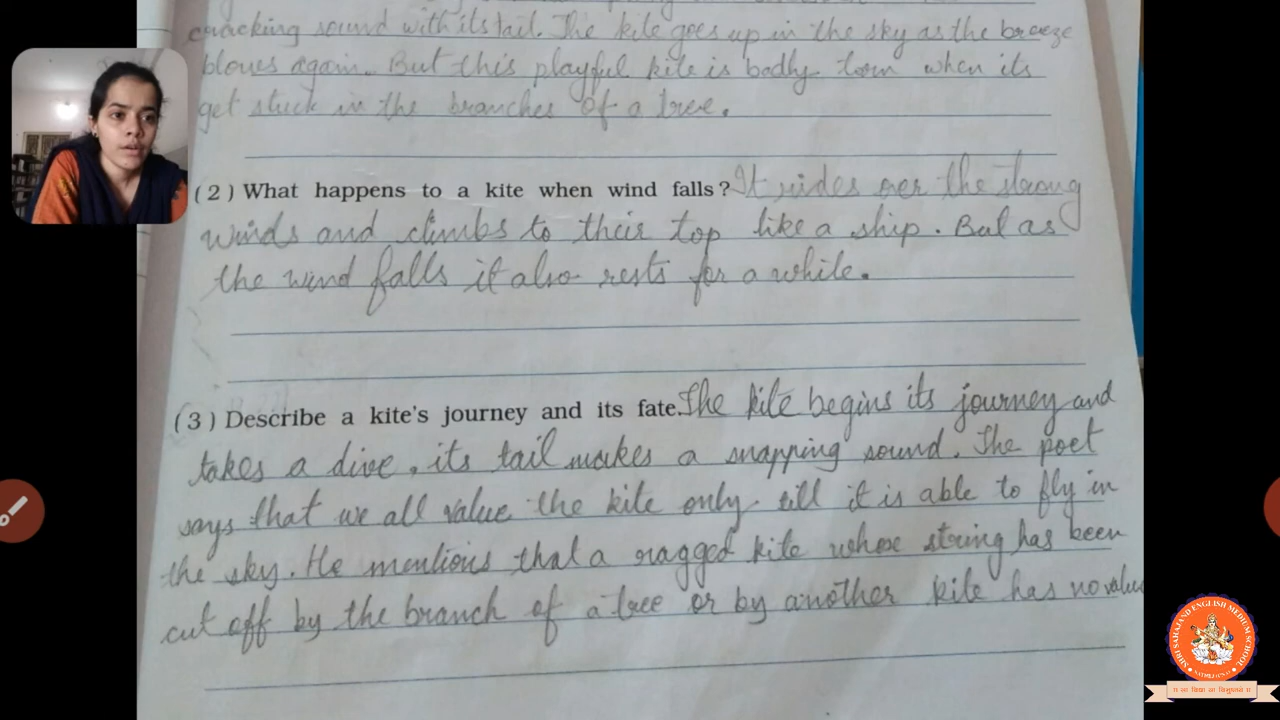 cracking sound with its tail. The kite goes up in the sky as the breeze
blows again. But this playful kite is badly torn when its
get stuck in the branches of a tree.
(2) What happens to a kite when wind falls? It rides over the strong
winds and climbs to their top like a ship. But as
the wind falls it also rests for a while.
(3) Describe a kite's journey and its fate. The kite begins its journey and
takes a dive, its tail makes a snapping sound. The poet
says that we all value the kite only till it is able to fly in
the sky. He mentions that a ragged kite whose string has been
cut off by the branch of a tree or by another kite has no value
SHRI SAHAJANAND ENGLISH MEDIUM SCHOOL